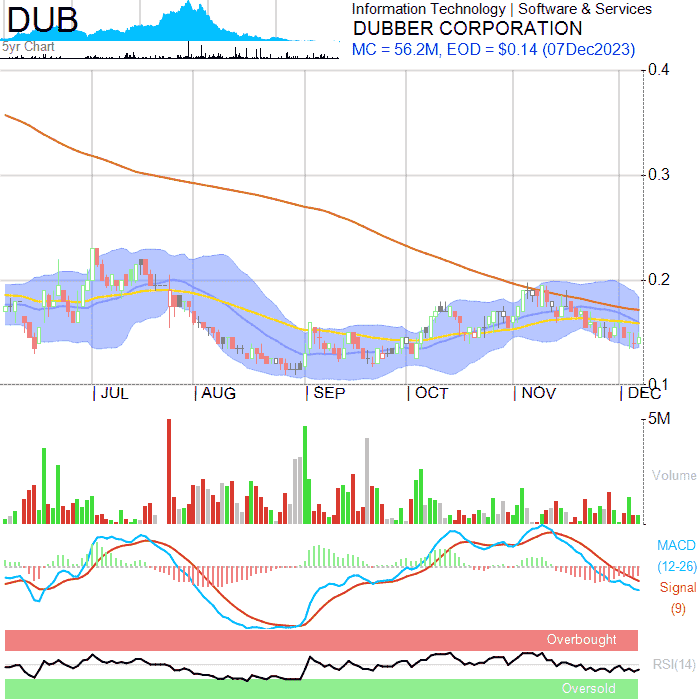 DUB
5yr Chart
Information Technology | Software & Services
DUBBER CORPORATION
MC = 56.2M, EOD = $0.14 (07Dec2023)
0.4
0.3
0.2
0.1
JUL
AUG
SEP
OCT
NOV
DEC
5M
Volume
MACD
(12-26)
Signal
(9)
Overbought
RSI(14)
Oversold